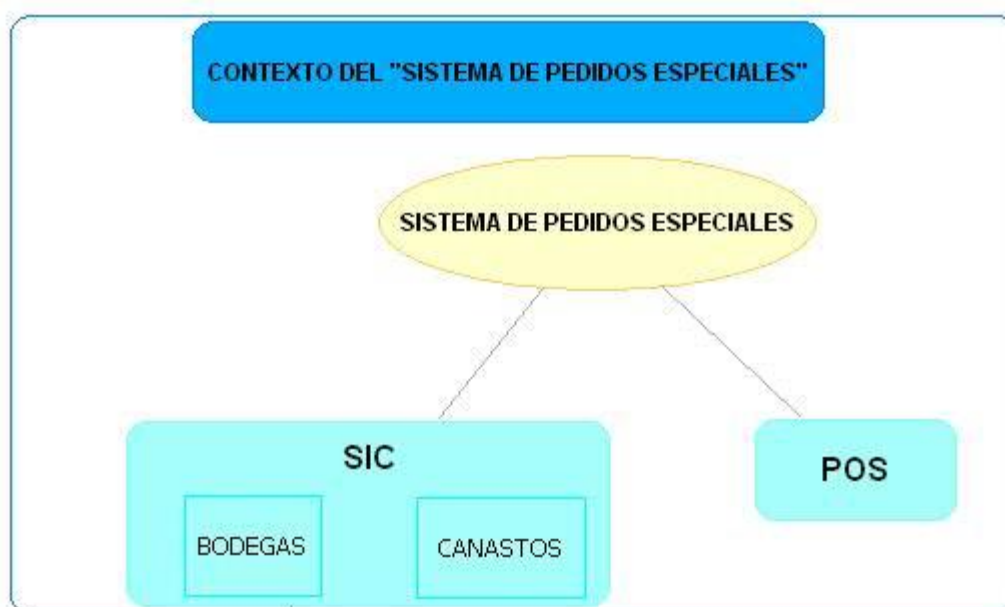 CONTEXTO DEL "SISTEMA DE PEDIDOS ESPECIALES"
SISTEMA DE PEDIDOS ESPECIALES
SIC
POS
BODEGAS
CANASTOS